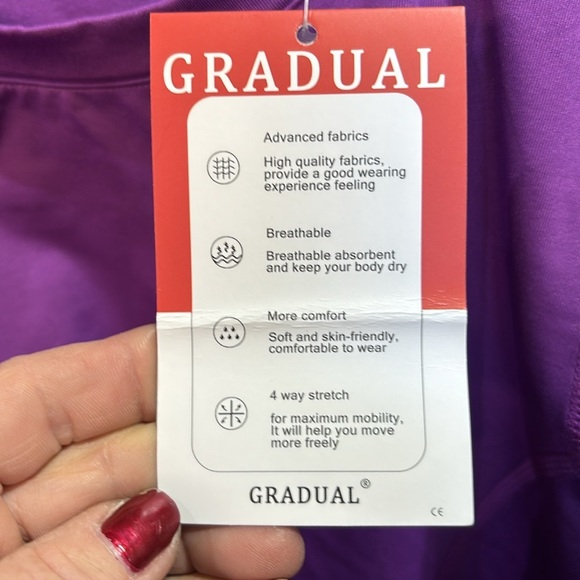 GRADUAL
Advanced fabrics
High quality fabrics,
provide a good wearing
experience feeling
Breathable
Breathable absorbent
and keep your body dry
More comfort
Soft and skin-friendly,
comfortable to wear
4 way stretch
for maximum mobility,
It will help you move
more freely
GRADUAL®
CE